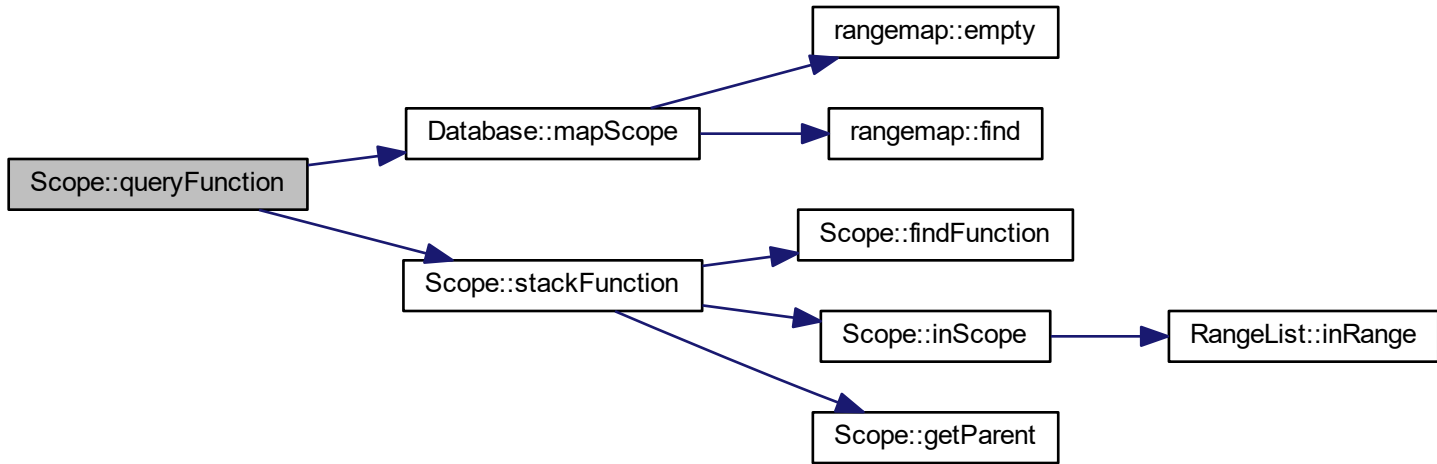 rangemap::empty
Database::mapScope
rangemap::find
Scope::queryFunction
Scope::findFunction
Scope::stackFunction
Scope::inScope
RangeList::inRange
Scope::getParent